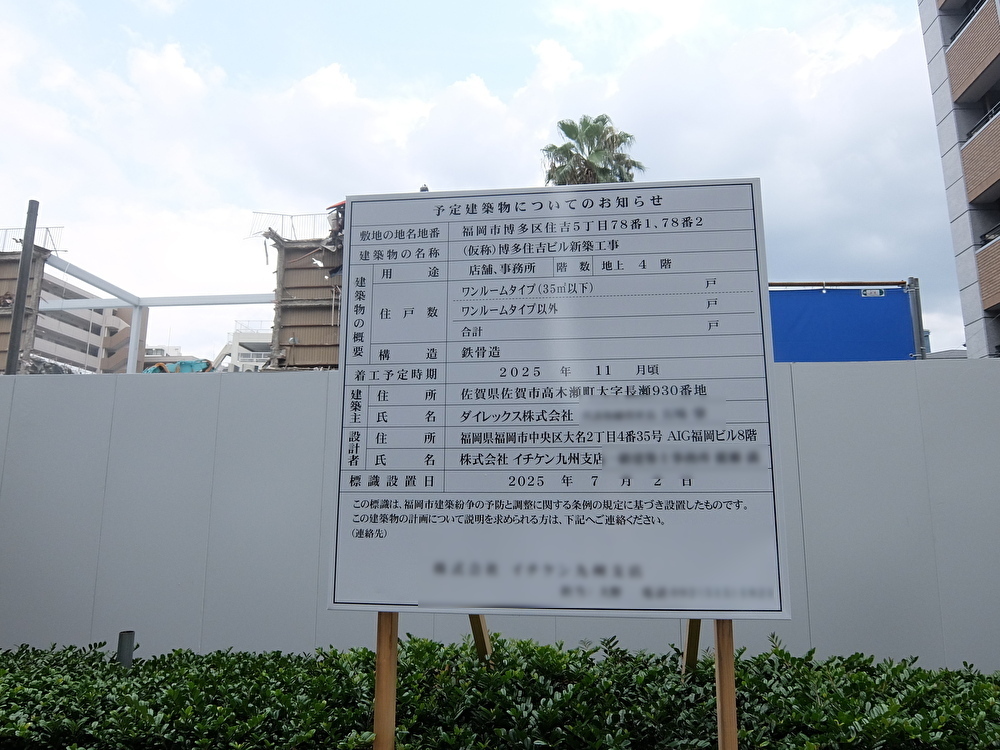 予定建築物についてのお知らせ
敷地の地名地番 福岡市博多区住吉5丁目78番1、78番2
建築物の名称 (仮称)博多住吉ビル新築工事
建築物の概要 用途 店舗、事務所 階数 地上 4 階
住戸数 ワンルームタイプ(35㎡以下) 戸
ワンルームタイプ以外 戸
合計 戸
構造 鉄骨造
着工予定時期 2025 年 11 月頃
建築主 住所 佐賀県佐賀市高木瀬町大字長瀬930番地
氏名 ダイレックス株式会社
設計者 住所 福岡県福岡市中央区大名2丁目4番35号 AIG福岡ビル8階
氏名 株式会社 イチケン九州支店
標識設置日 2025 年 7 月 2 日
この標識は、福岡市建築紛争の予防と調整に関する条例の規定に基づき設置したものです。
この建築物の計画について説明を求められる方は、下記へご連絡ください。
(連絡先)
株式会社 イチケン九州支店